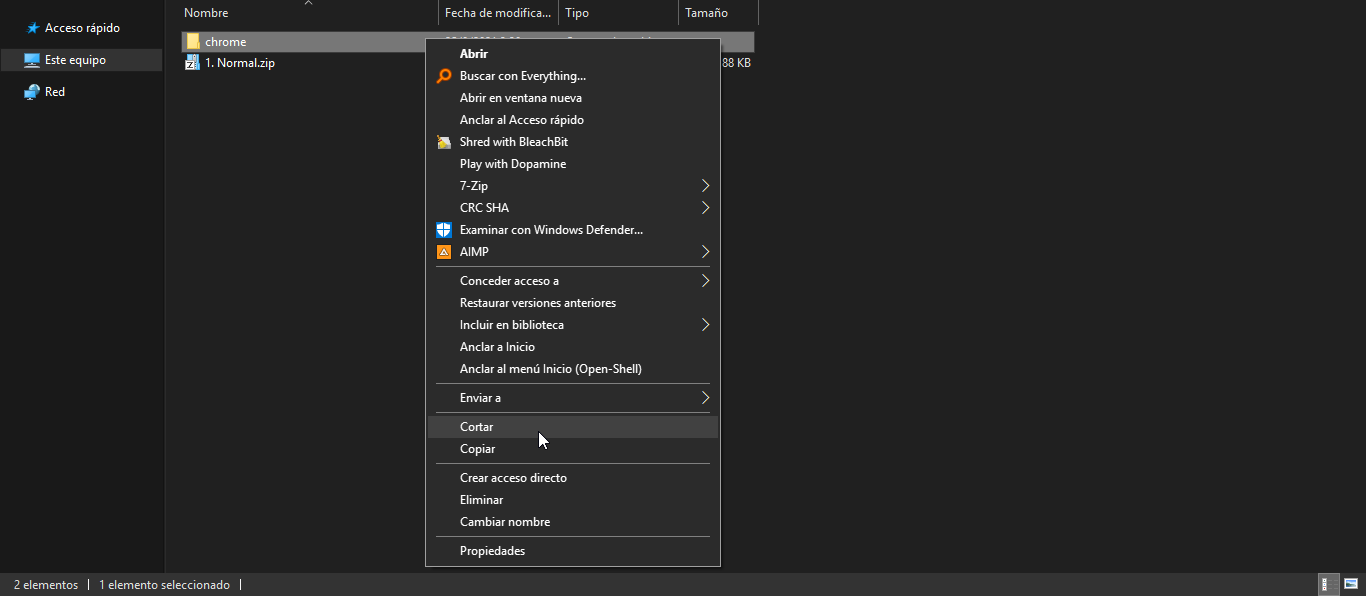 Nombre
Fecha de modifica...
Tipo
Tamaño
Acceso rápido
Este equipo
Red
chrome
1. Normal.zip
88 KB
Abrir
Buscar con Everything...
Abrir en ventana nueva
Anclar al Acceso rápido
Shred with BleachBit
Play with Dopamine
7-Zip
CRC SHA
Examinar con Windows Defender...
AIMP
Conceder acceso a
Restaurar versiones anteriores
Incluir en biblioteca
Anclar a Inicio
Anclar al menú Inicio (Open-Shell)
Enviar a
Cortar
Copiar
Crear acceso directo
Eliminar
Cambiar nombre
Propiedades
2 elementos | 1 elemento seleccionado |